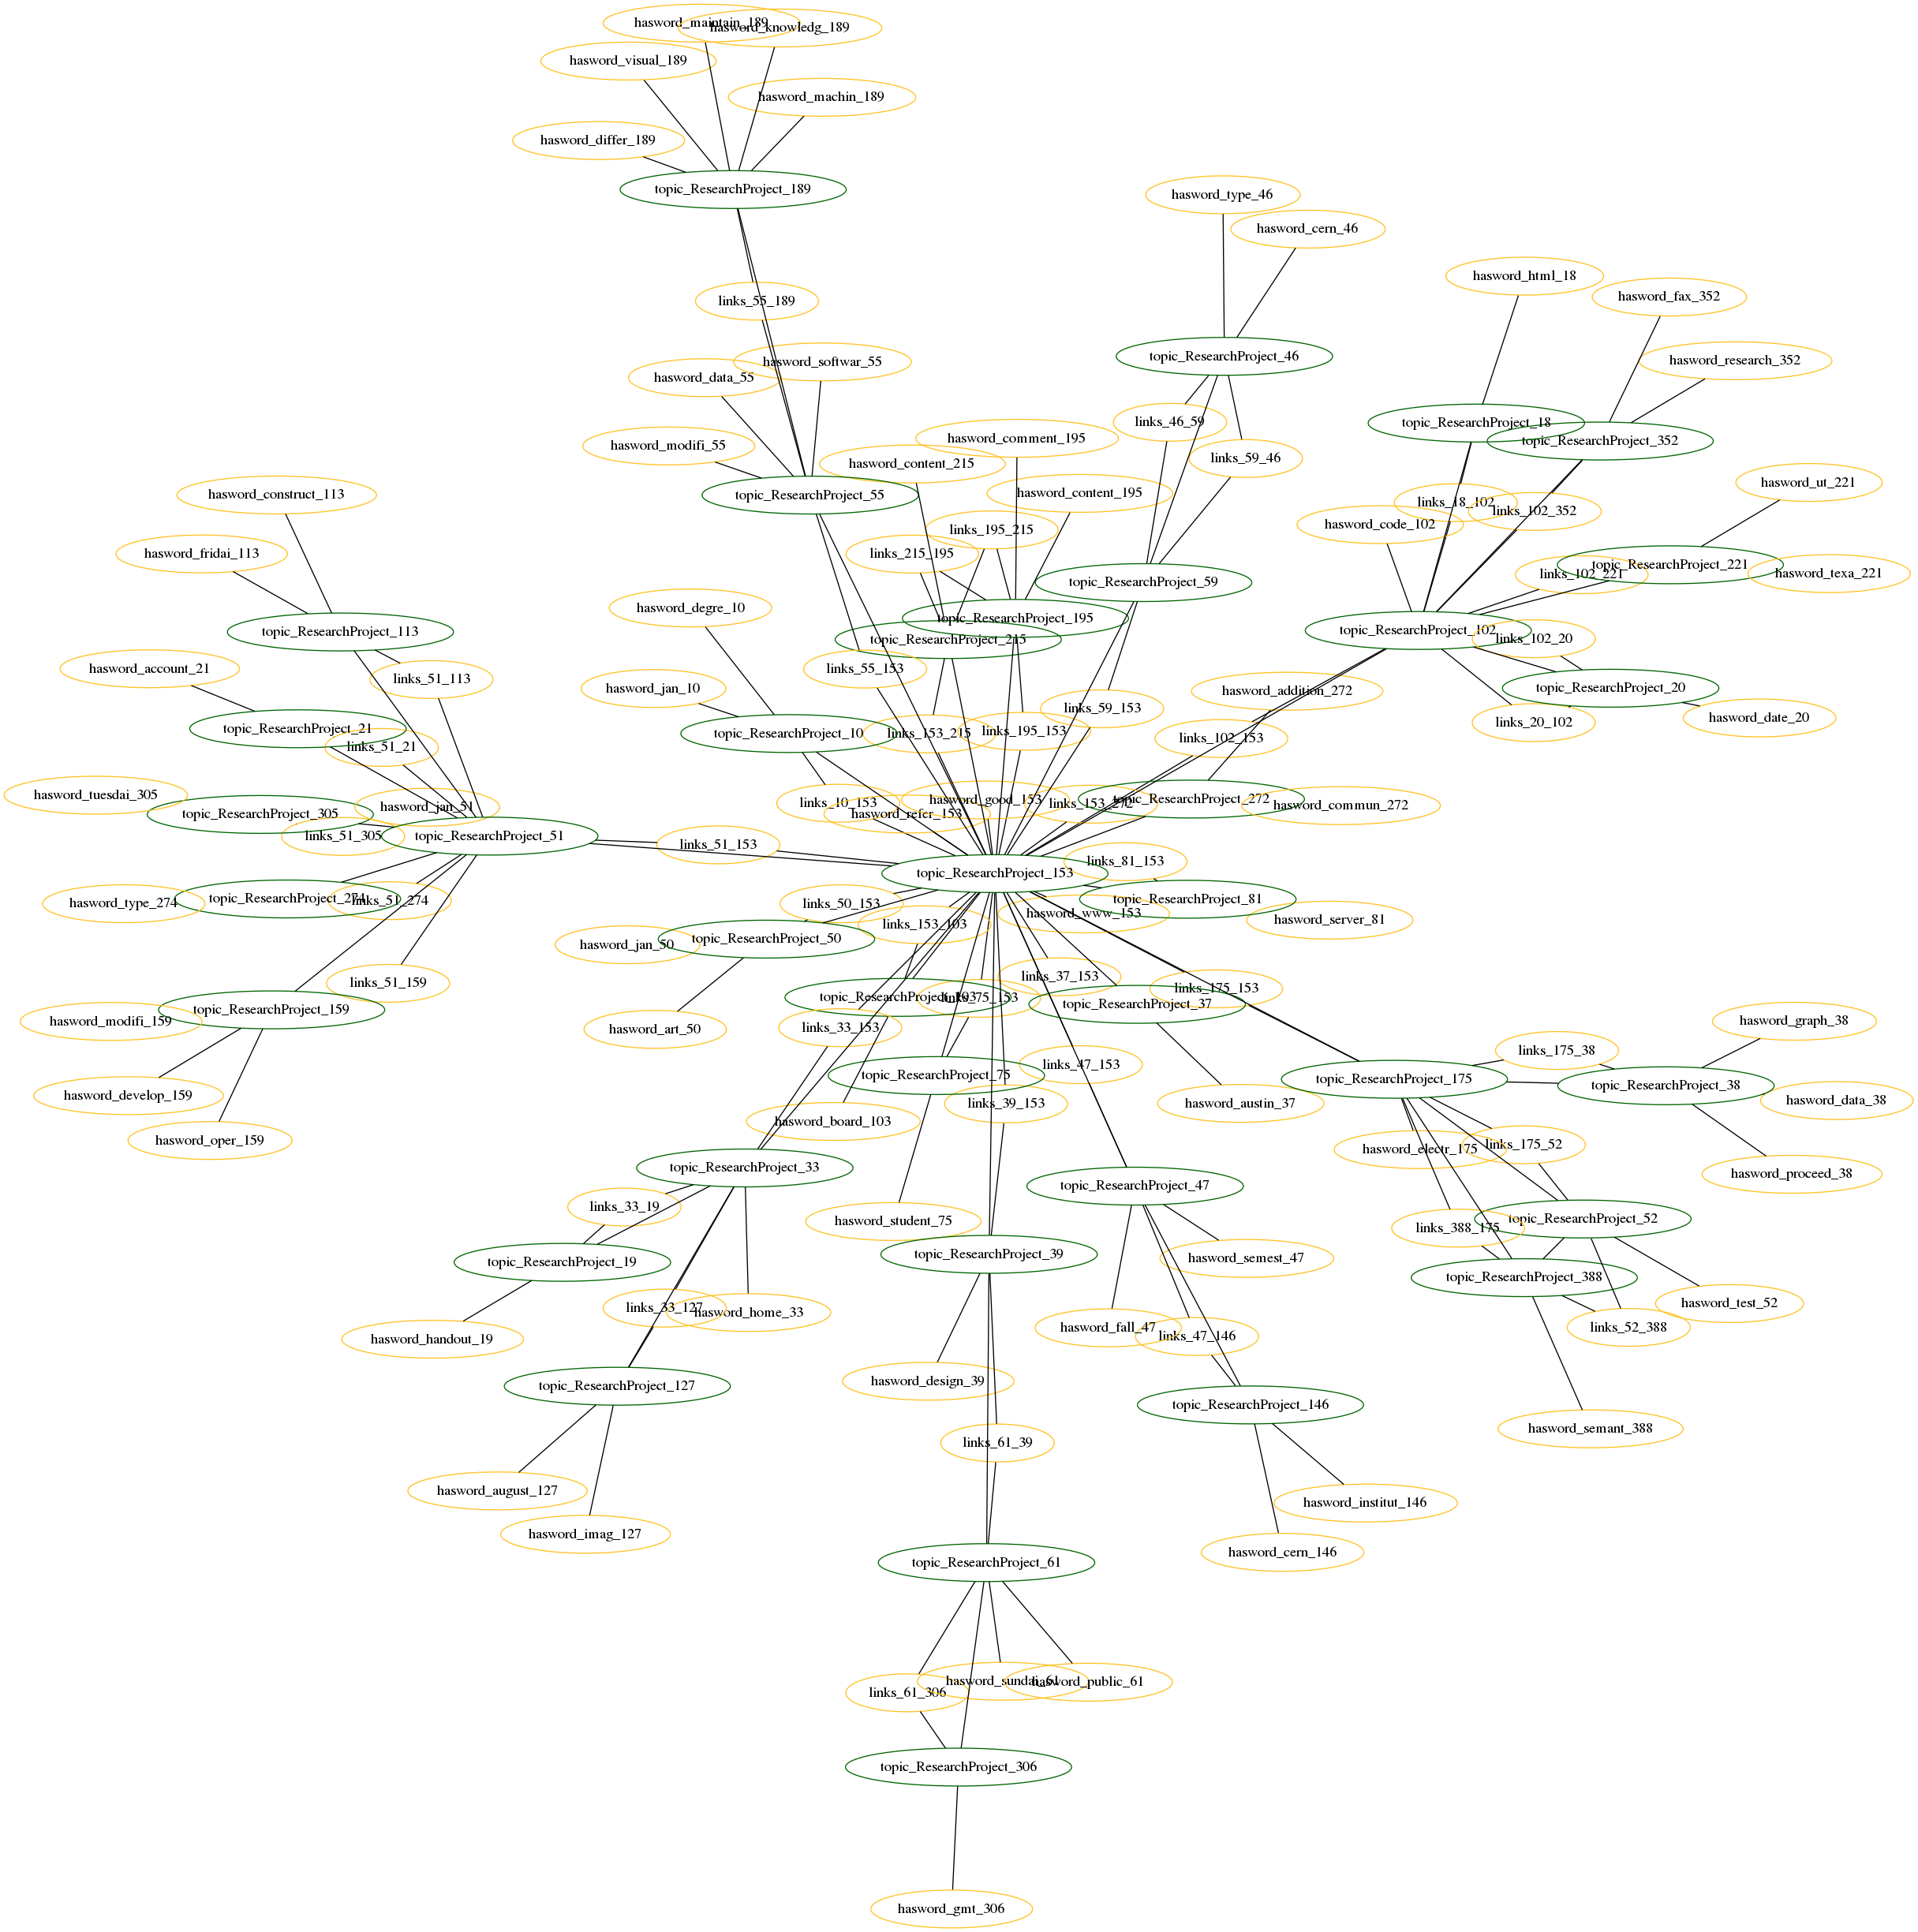 hasword_maintain_189
hasword_knowledg_189
hasword_visual_189
hasword_machin_189
hasword_differ_189
topic_ResearchProject_189
hasword_type_46
hasword_cern_46
hasword_html_18
hasword_fax_352
links_55_189
topic_ResearchProject_46
hasword_research_352
hasword_softwar_55
hasword_data_55
links_46_59
topic_ResearchProject_18
topic_ResearchProject_352
hasword_comment_195
hasword_modifi_55
links_59_46
hasword_content_215
hasword_ut_221
topic_ResearchProject_55
hasword_content_195
hasword_construct_113
links_18_102
links_102_352
hasword_code_102
links_195_215
links_215_195
hasword_fridai_113
topic_ResearchProject_221
links_102_221
hasword_texa_221
topic_ResearchProject_59
hasword_degre_10
topic_ResearchProject_195
topic_ResearchProject_113
topic_ResearchProject_102
links_102_20
topic_ResearchProject_215
hasword_account_21
links_55_153
links_51_113
hasword_jan_10
topic_ResearchProject_20
hasword_addition_272
links_59_153
hasword_date_20
links_20_102
topic_ResearchProject_21
topic_ResearchProject_10
links_153_215
links_195_153
links_102_153
links_51_21
hasword_tuesdai_305
topic_ResearchProject_272
hasword_good_153
links_10_153
links_153_272
hasword_commun_272
hasword_jan_51
topic_ResearchProject_305
hasword_refer_153
links_51_305
topic_ResearchProject_51
links_51_153
links_81_153
topic_ResearchProject_153
hasword_type_274
topic_ResearchProject_274
links_51_274
links_50_153
topic_ResearchProject_81
hasword_www_153
hasword_server_81
links_153_103
hasword_jan_50
topic_ResearchProject_50
links_51_159
links_37_153
links_175_153
topic_ResearchProject_103
links_75_153
topic_ResearchProject_37
topic_ResearchProject_159
hasword_modifi_159
hasword_art_50
links_33_153
hasword_graph_38
links_175_38
links_47_153
topic_ResearchProject_75
topic_ResearchProject_175
topic_ResearchProject_38
hasword_develop_159
links_39_153
hasword_austin_37
hasword_data_38
hasword_board_103
hasword_oper_159
hasword_electr_175
links_175_52
topic_ResearchProject_33
hasword_proceed_38
topic_ResearchProject_47
links_33_19
hasword_student_75
topic_ResearchProject_52
links_388_175
topic_ResearchProject_39
hasword_semest_47
topic_ResearchProject_19
topic_ResearchProject_388
hasword_test_52
links_33_127
hasword_home_33
hasword_fall_47
links_52_388
links_47_146
hasword_handout_19
hasword_design_39
topic_ResearchProject_127
topic_ResearchProject_146
hasword_semant_388
links_61_39
hasword_august_127
hasword_institut_146
hasword_imag_127
hasword_cern_146
topic_ResearchProject_61
hasword_sundai_61
hasword_public_61
links_61_306
topic_ResearchProject_306
hasword_gmt_306